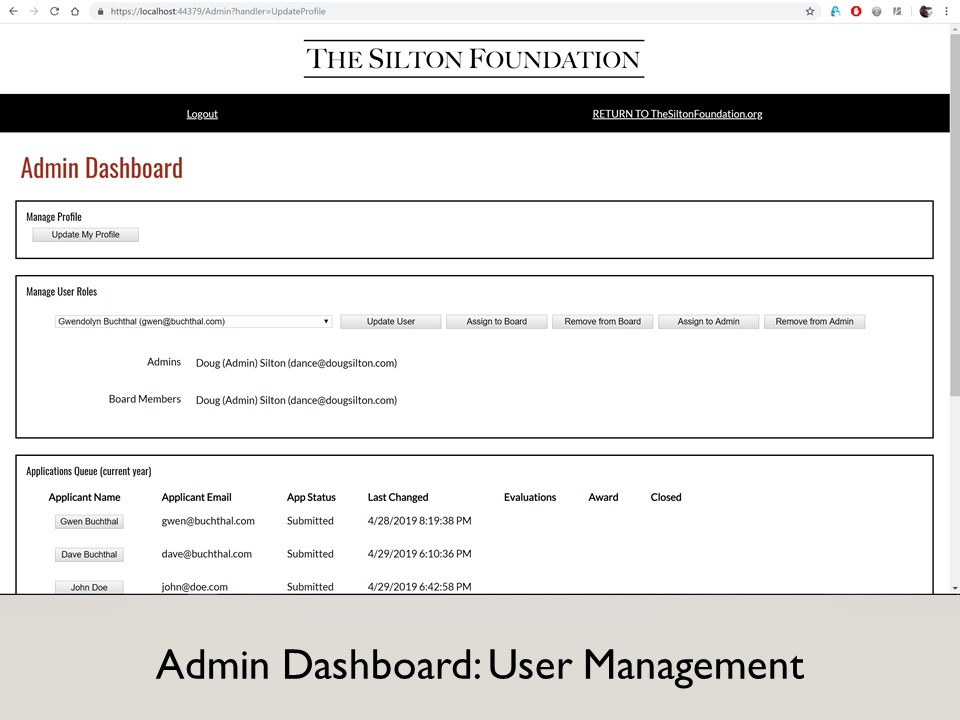 https://localhost:44379/Admin?handler=UpdateProfile
THE SILTON FOUNDATION
Logout RETURN TO TheSiltonFoundation.org
Admin Dashboard
Manage Profile
Update My Profile
Manage User Roles
Gwendolyn Buchthal (gwen@buchthal.com) Update User Assign to Board Remove from Board Assign to Admin Remove from Admin
Admins Doug (Admin) Silton (dance@dougsilton.com)
Board Members Doug (Admin) Silton (dance@dougsilton.com)
Applications Queue (current year)
Applicant Name Applicant Email App Status Last Changed Evaluations Award Closed
Gwen Buchthal gwen@buchthal.com Submitted 4/28/2019 8:19:38 PM
Dave Buchthal dave@buchthal.com Submitted 4/29/2019 6:10:36 PM
John Doe john@doe.com Submitted 4/29/2019 6:42:58 PM
Admin Dashboard: User Management